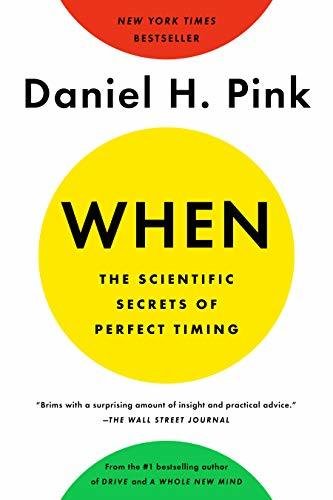 NEW YORK TIMES
BESTSELLER
Daniel H. Pink
WHEN
THE SCIENTIFIC
SECRETS OF
PERFECT TIMING
“Brims with a surprising amount of insight and practical advice.”
—THE WALL STREET JOURNAL
From the #1 bestselling author
of DRIVE and A WHOLE NEW MIND